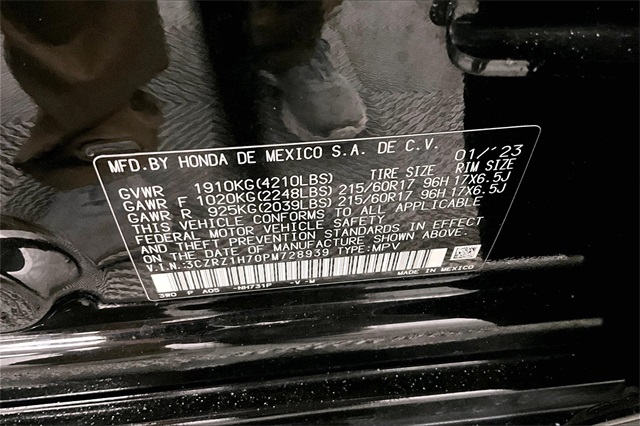 MFD.BY HONDA DE MEXICO S.A. DE C.V. 01/'23
TIRE SIZE RIM SIZE
GVWR 1910KG(4210LBS)
GAWR F 1020KG(2248LBS) 215/60R17 96H 17X6.5J
GAWR R 925KG(2039LBS) 215/60R17 96H 17X6.5J
THIS VEHICLE CONFORMS TO ALL APPLICABLE
FEDERAL MOTOR VEHICLE SAFETY
AND THEFT PREVENTION STANDARDS IN EFFECT
ON THE DATE OF MANUFACTURE SHOWN ABOVE.
V.I.N.:3CZRZ1H70PM728939 TYPE:MPV
3W0 P A05 -NH731P -V -W MADE IN MEXICO